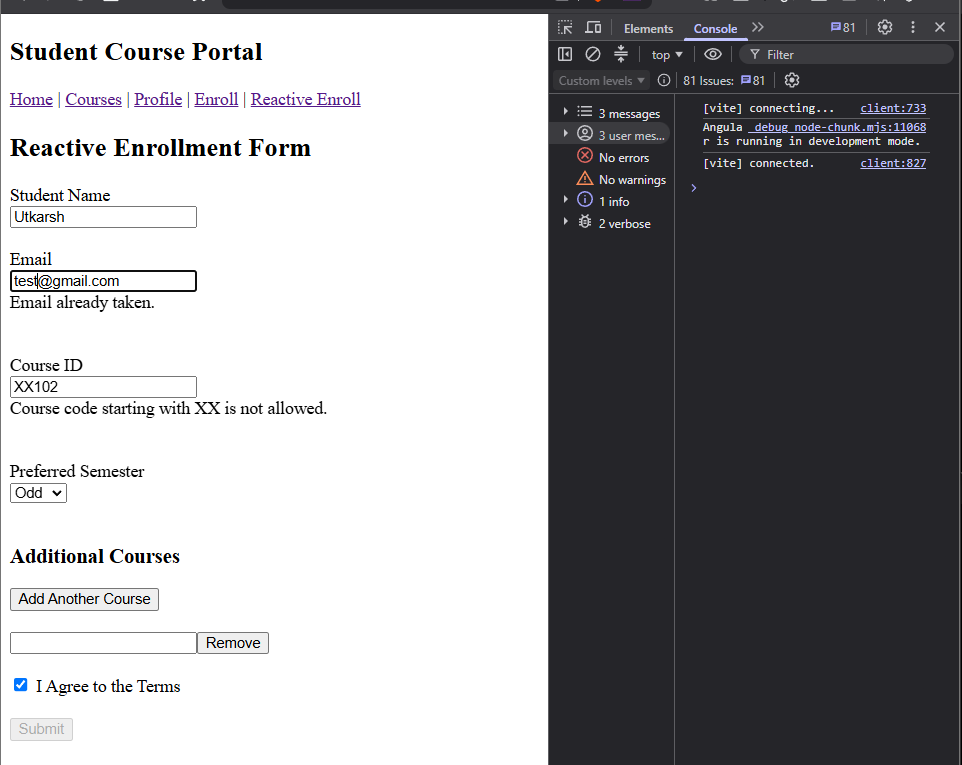 Student Course Portal
Home | Courses | Profile | Enroll | Reactive Enroll
Reactive Enrollment Form
Student Name
Utkarsh
Email
test@gmail.com
Email already taken.
Course ID
XX102
Course code starting with XX is not allowed.
Preferred Semester
Odd
Additional Courses
Add Another Course
Remove
I Agree to the Terms
Submit
Elements Console 81
top Filter
Custom levels 81 Issues: 81
3 messages
3 user mes...
No errors
No warnings
1 info
2 verbose
[vite] connecting... client:733
Angula _debug_node-chunk.mjs:11068
r is running in development mode.
[vite] connected. client:827